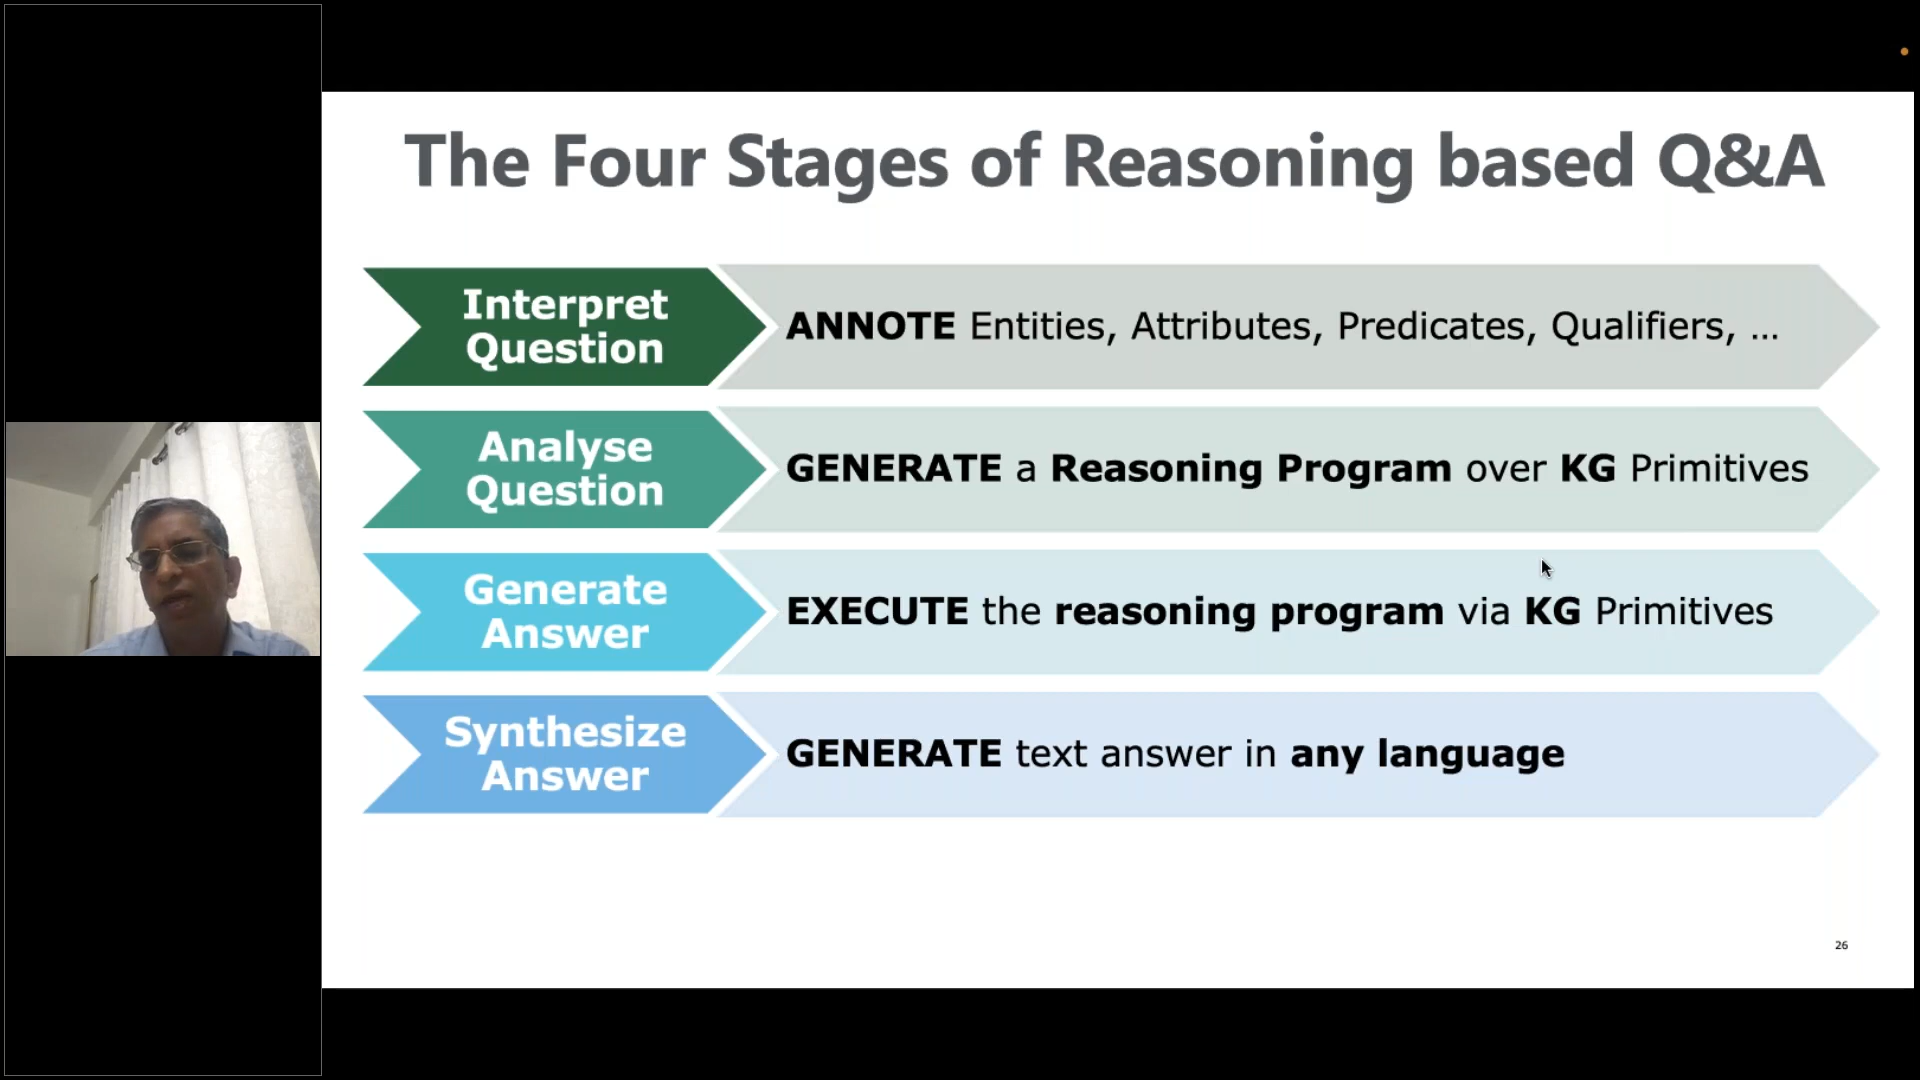 The Four Stages of Reasoning based Q&A
Interpret
Question
ANNOTE Entities, Attributes, Predicates, Qualifiers, ...
Analyse
Question
GENERATE a Reasoning Program over KG Primitives
Generate
Answer
EXECUTE the reasoning program via KG Primitives
Synthesize
Answer
GENERATE text answer in any language
26